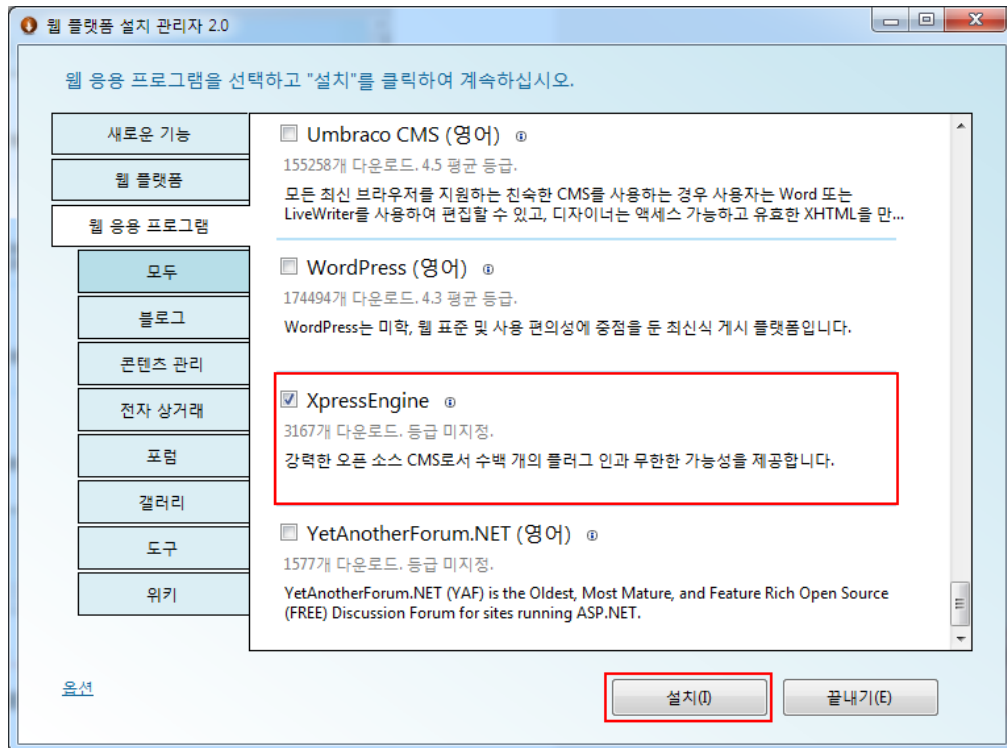 웹 플랫폼 설치 관리자 2.0
웹 응용 프로그램을 선택하고 "설치"를 클릭하여 계속하십시오.
새로운 기능
웹 플랫폼
웹 응용 프로그램
모두
블로그
콘텐츠 관리
전자 상거래
포럼
갤러리
도구
위키
Umbraco CMS (영어)
155258개 다운로드. 4.5 평균 등급.
모든 최신 브라우저를 지원하는 친숙한 CMS를 사용하는 경우 사용자는 Word 또는
LiveWriter를 사용하여 편집할 수 있고, 디자이너는 액세스 가능하고 유효한 XHTML을 만...
WordPress (영어)
174494개 다운로드. 4.3 평균 등급.
WordPress는 미학, 웹 표준 및 사용 편의성에 중점을 둔 최신식 게시 플랫폼입니다.
XpressEngine
3167개 다운로드. 등급 미지정.
강력한 오픈 소스 CMS로서 수백 개의 플러그 인과 무한한 가능성을 제공합니다.
YetAnotherForum.NET (영어)
1577개 다운로드. 등급 미지정.
YetAnotherForum.NET (YAF) is the Oldest, Most Mature, and Feature Rich Open Source
(FREE) Discussion Forum for sites running ASP.NET.
옵션
설치(I)
끝내기(E)